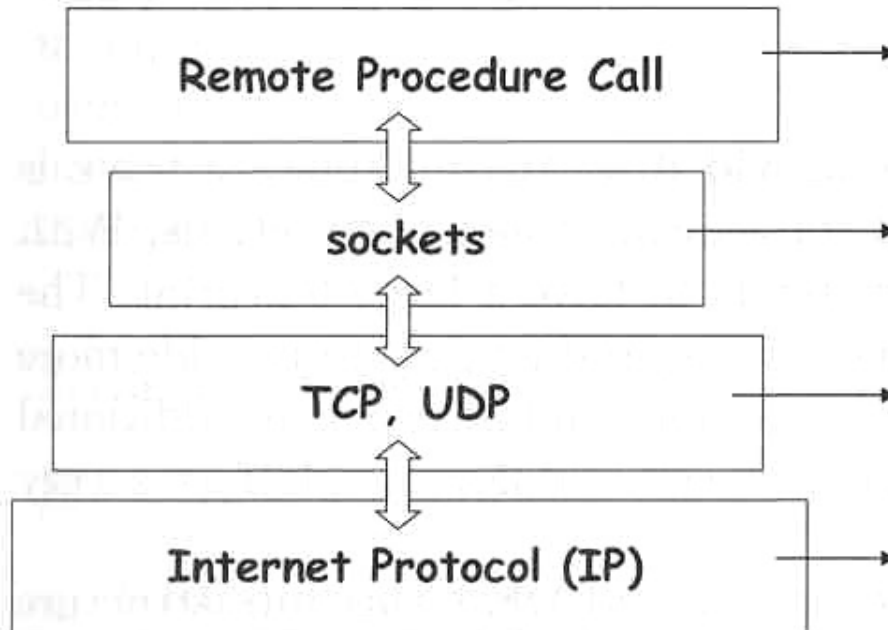 Remote Procedure Call
sockets
TCP, UDP
Internet Protocol (IP)